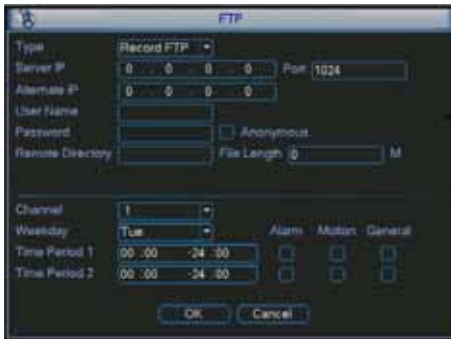 FTP
Type Record FTP
Server IP 0 . 0 . 0 . 0 Port 1024
Alternate IP 0 . 0 . 0 . 0
User Name
Password Anonymous
Remote Directory File Length 0 M
Channel 1
Weekday Tue Alarm Motion General
Time Period 1 00 :00 -24 :00
Time Period 2 00 :00 -24 :00
OK Cancel